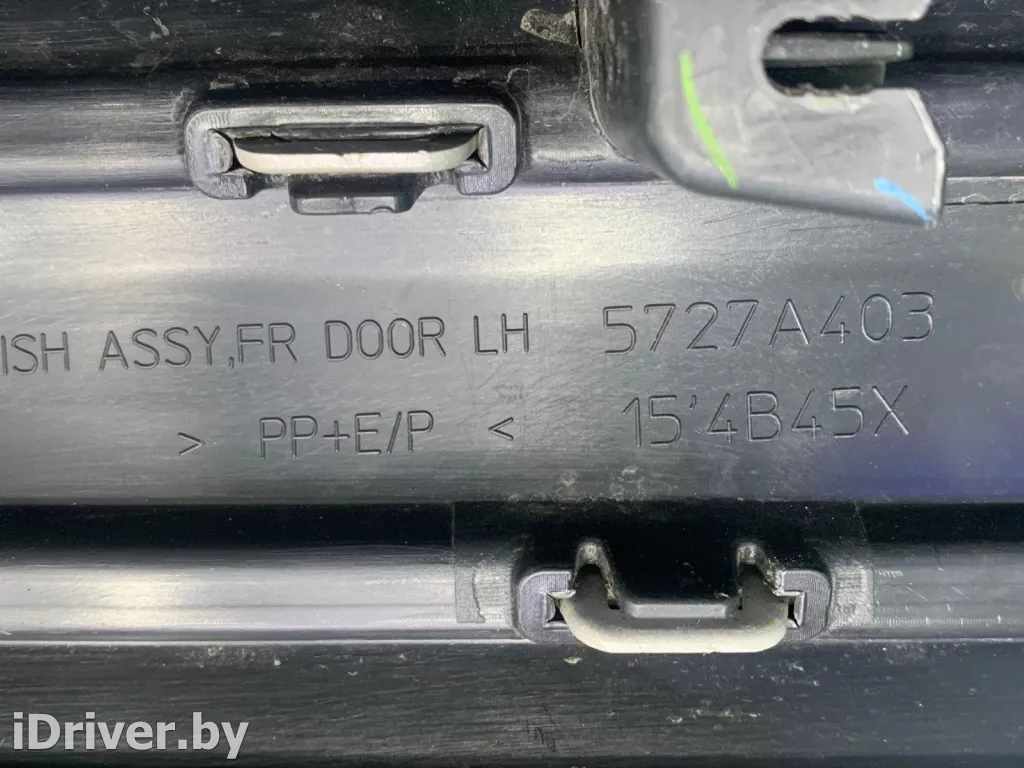 ISH ASSY,FR DOOR LH 5727A403
> PP+E/P < 15'4B45X
iDriver.by